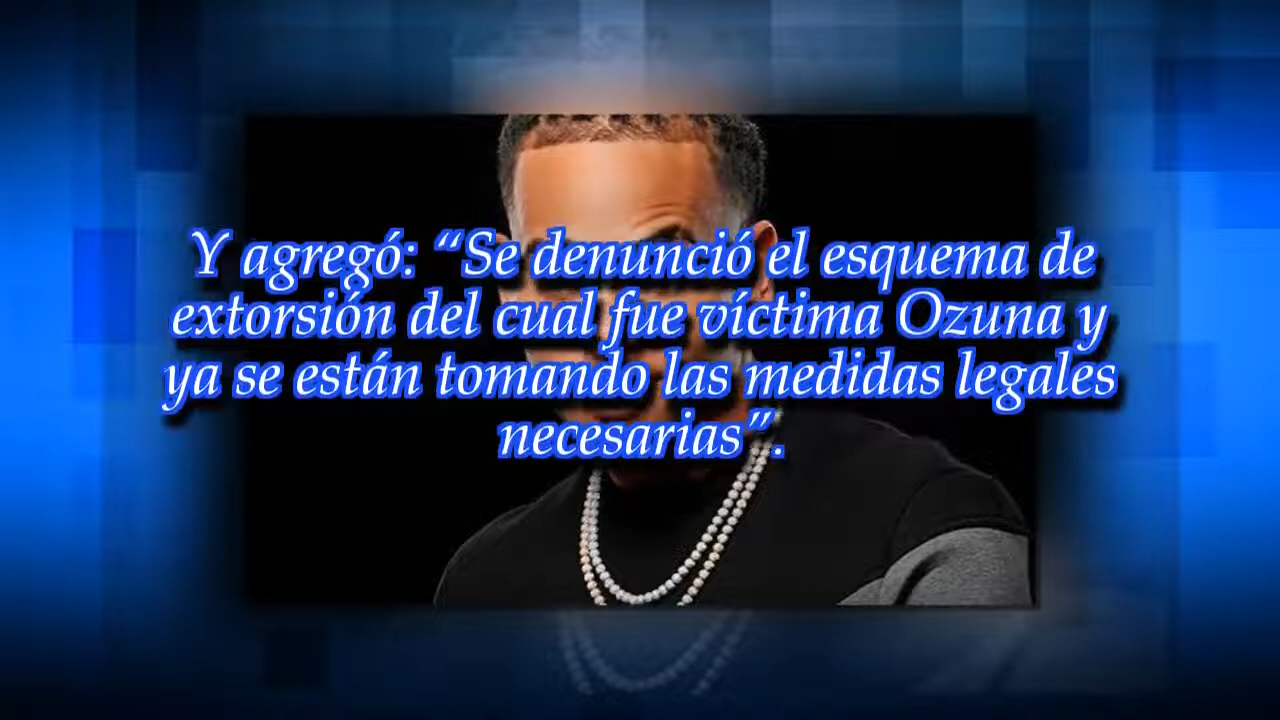 Y agregó: “Se denunció el esquema de
extorsión del cual fue víctima Ozuna y
ya se están tomando las medidas legales
necesarias”.